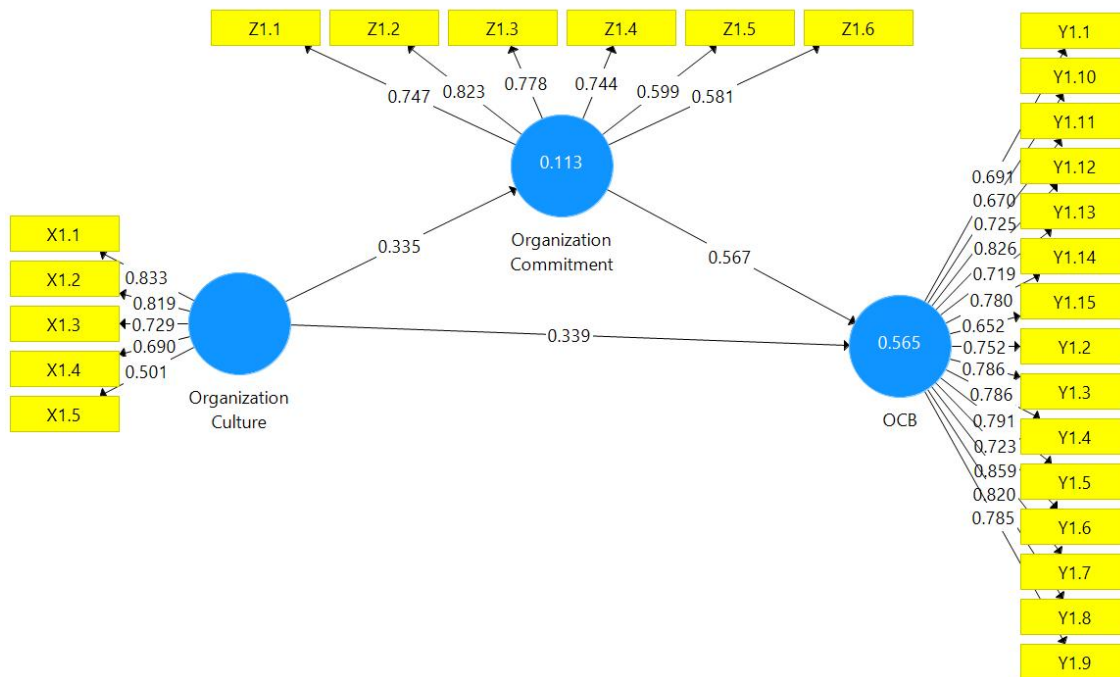 Z1.1 Z1.2 Z1.3 Z1.4 Z1.5 Z1.6
0.747 0.823 0.778 0.744 0.599 0.581
0.113
Organization
Commitment
X1.1
X1.2
X1.3
X1.4
X1.5
0.833
0.819
0.729
0.690
0.501
Organization
Culture
0.335
0.567
0.339
0.565
OCB
0.691
0.670
0.725
0.826
0.719
0.780
0.652
0.752
0.786
0.786
0.791
0.723
0.859
0.820
0.785
Y1.1
Y1.10
Y1.11
Y1.12
Y1.13
Y1.14
Y1.15
Y1.2
Y1.3
Y1.4
Y1.5
Y1.6
Y1.7
Y1.8
Y1.9